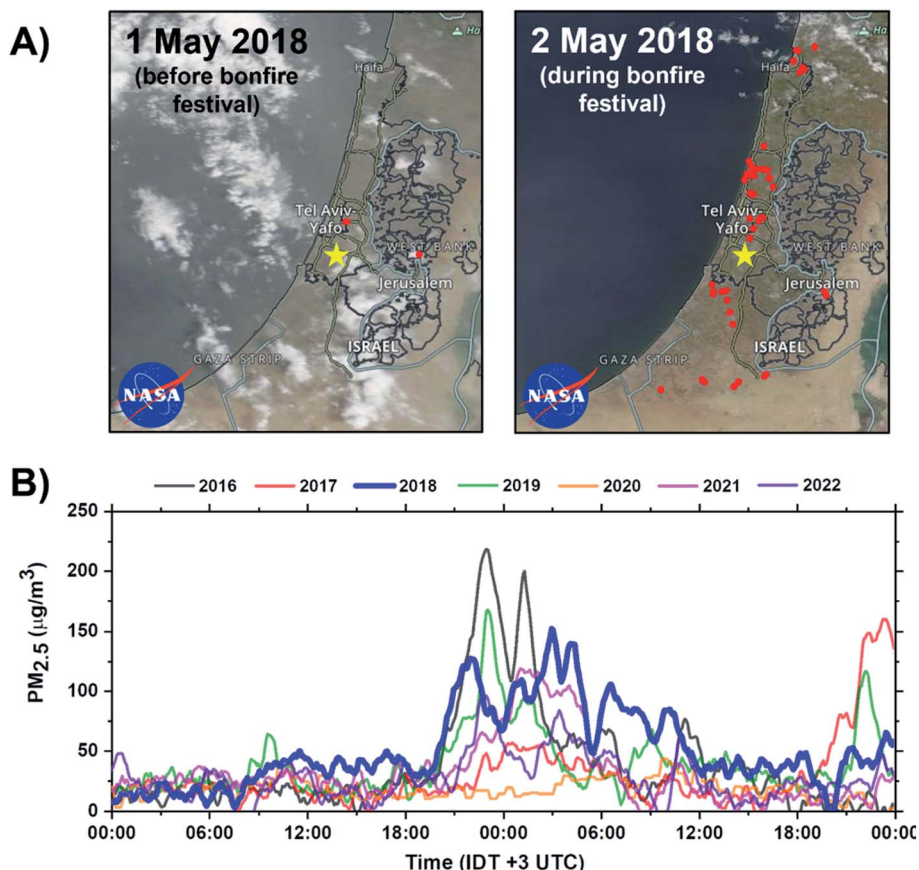 A)
1 May 2018
(before bonfire
festival)
Haifa
Tel Aviv-
Yafo
WEST BANK
Jerusalem
ISRAEL
GAZA STRIP
NASA
2 May 2018
(during bonfire
festival)
Haifa
Tel Aviv-
Yafo
WEST BANK
Jerusalem
ISRAEL
GAZA STRIP
NASA
B)
2016 2017 2018 2019 2020 2021 2022
PM2.5 (µg/m³)
250
200
150
100
50
0
00:00 06:00 12:00 18:00 00:00 06:00 12:00 18:00 00:00
Time (IDT +3 UTC)